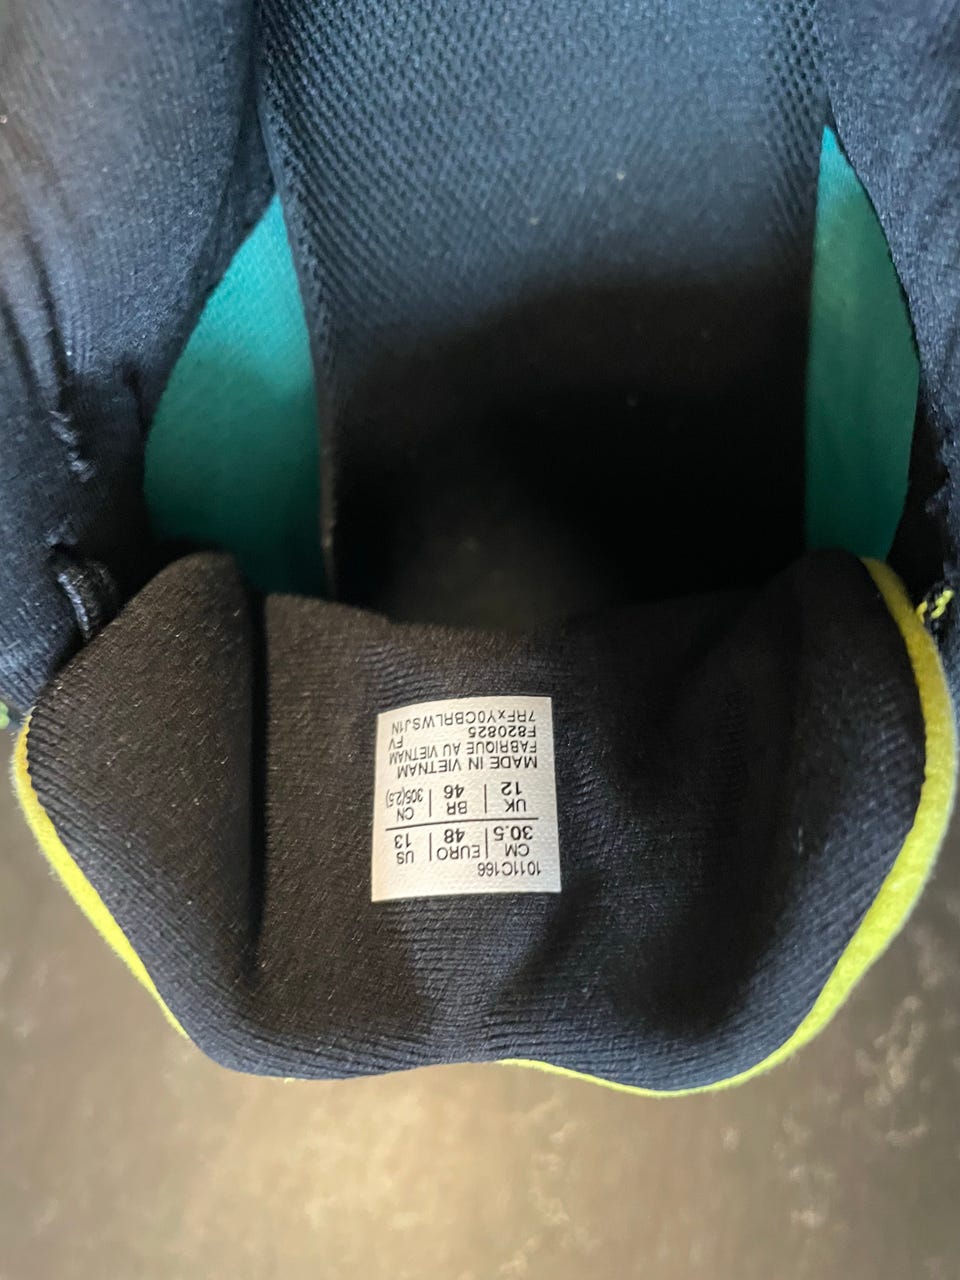 1011C166
CM | EURO | US
30.5 | 48 | 13
UK | BR | CN
12 | 46 | 305(2.5)
MADE IN VIETNAM
FABRIQUE AU VIETNAM
F820825 FV
7RFxY0CBRLWSJ1N